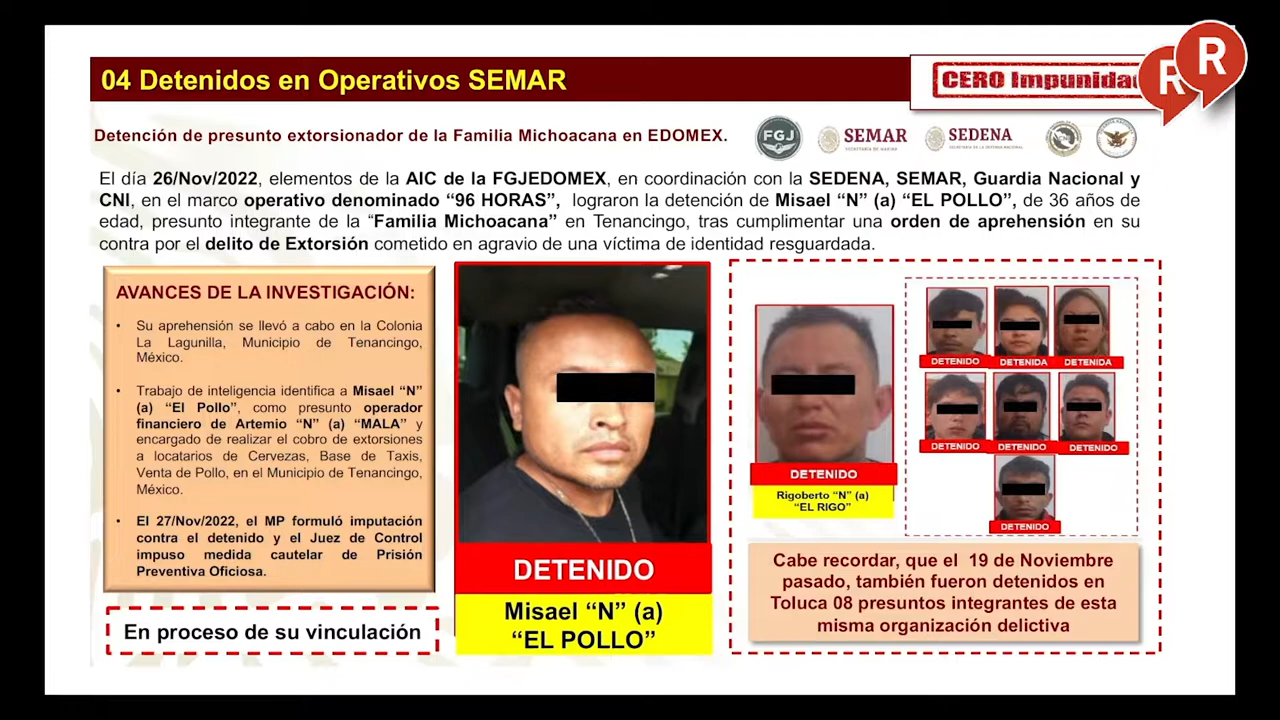 04 Detenidos en Operativos SEMAR
CERO Impunida
R
R
Detención de presunto extorsionador de la Familia Michoacana en EDOMEX.
FGJ
SEMAR
SECRETARÍA DE MARINA
SEDENA
SECRETARÍA DE LA DEFENSA NACIONAL
El día 26/Nov/2022, elementos de la AIC de la FGJEDOMEX, en coordinación con la SEDENA, SEMAR, Guardia Nacional y
CNI, en el marco operativo denominado “96 HORAS”, lograron la detención de Misael “N” (a) “EL POLLO”, de 36 años de
edad, presunto integrante de la “Familia Michoacana” en Tenancingo, tras cumplimentar una orden de aprehensión en su
contra por el delito de Extorsión cometido en agravio de una víctima de identidad resguardada.
AVANCES DE LA INVESTIGACIÓN:
• Su aprehensión se llevó a cabo en la Colonia
La Lagunilla, Municipio de Tenancingo,
México.
• Trabajo de inteligencia identifica a Misael “N”
(a) “El Pollo”, como presunto operador
financiero de Artemio “N” (a) “MALA” y
encargado de realizar el cobro de extorsiones
a locatarios de Cervezas, Base de Taxis,
Venta de Pollo, en el Municipio de Tenancingo,
México.
• El 27/Nov/2022, el MP formuló imputación
contra el detenido y el Juez de Control
impuso medida cautelar de Prisión
Preventiva Oficiosa.
En proceso de su vinculación
DETENIDO
Misael “N” (a)
“EL POLLO”
DETENIDO
Rigoberto “N” (a)
“EL RIGO”
DETENIDO
DETENIDA
DETENIDA
DETENIDO
DETENIDO
DETENIDO
DETENIDO
Cabe recordar, que el 19 de Noviembre
pasado, también fueron detenidos en
Toluca 08 presuntos integrantes de esta
misma organización delictiva